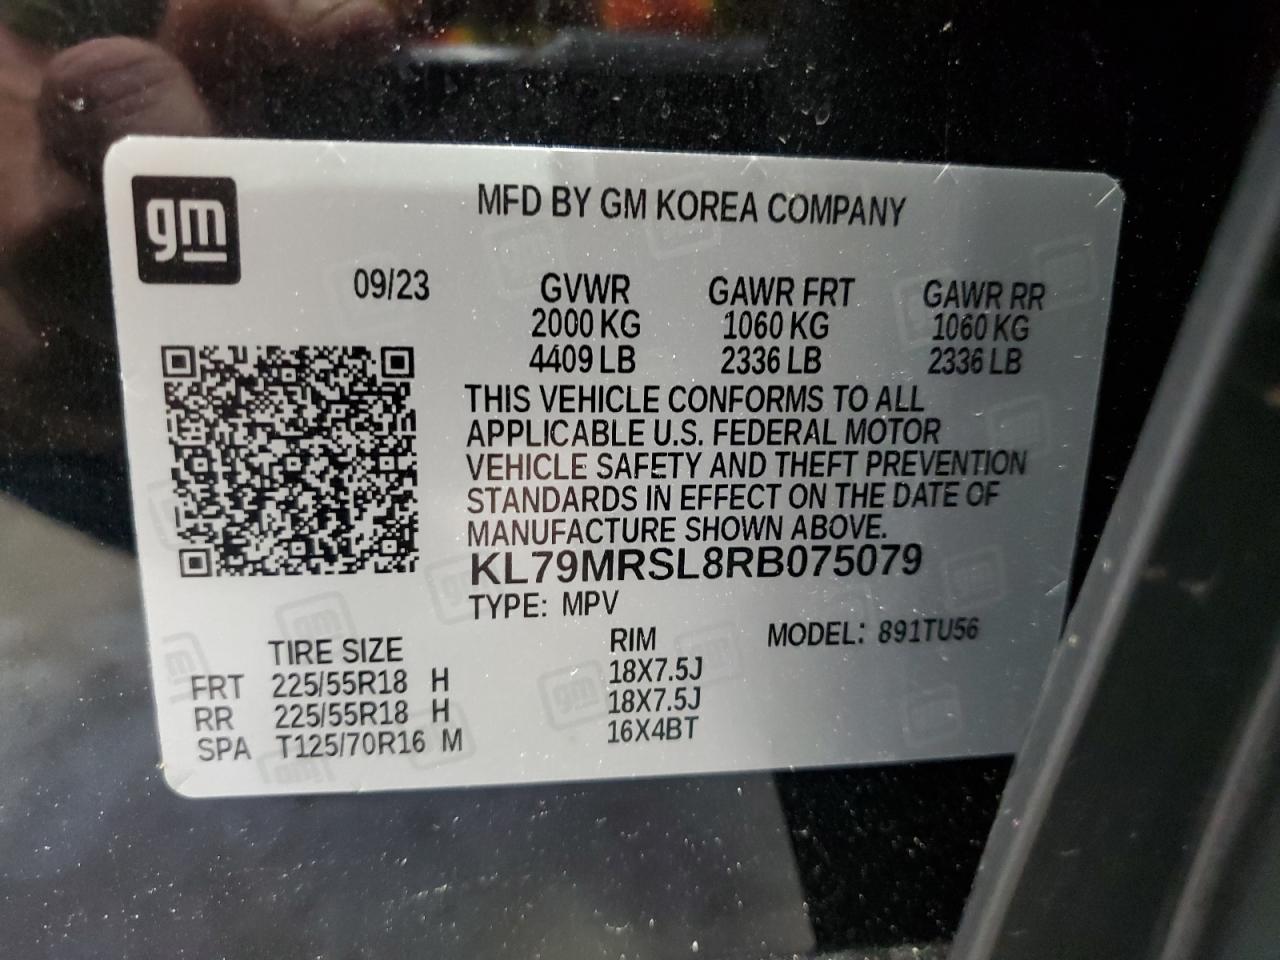 gm
MFD BY GM KOREA COMPANY
09/23 GVWR GAWR FRT GAWR RR
2000 KG 1060 KG 1060 KG
4409 LB 2336 LB 2336 LB
THIS VEHICLE CONFORMS TO ALL
APPLICABLE U.S. FEDERAL MOTOR
VEHICLE SAFETY AND THEFT PREVENTION
STANDARDS IN EFFECT ON THE DATE OF
MANUFACTURE SHOWN ABOVE.
KL79MRSL8RB075079
TYPE: MPV
TIRE SIZE RIM MODEL: 891TU56
FRT 225/55R18 H 18X7.5J
RR 225/55R18 H 18X7.5J
SPA T125/70R16 M 16X4BT